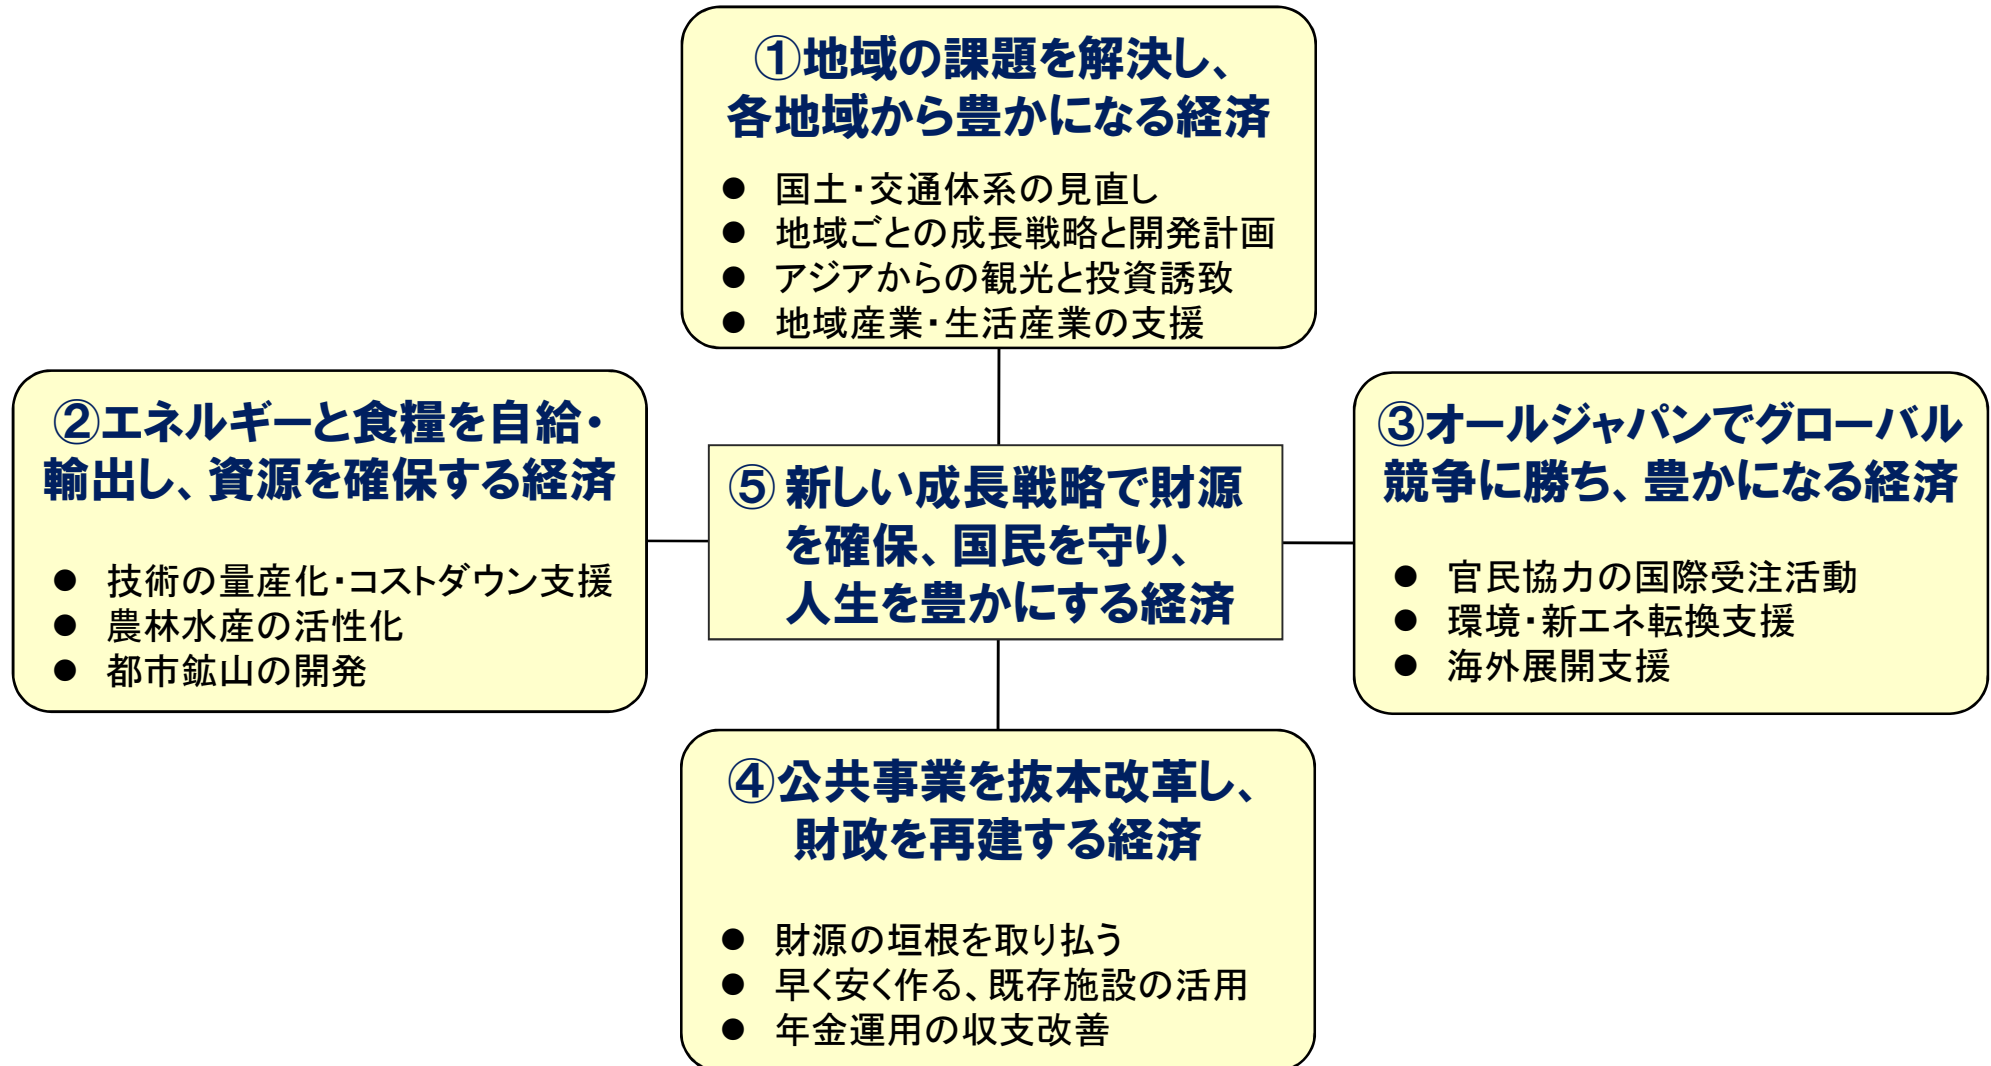 ①地域の課題を解決し、
各地域から豊かになる経済
● 国土・交通体系の見直し
● 地域ごとの成長戦略と開発計画
● アジアからの観光と投資誘致
● 地域産業・生活産業の支援
②エネルギーと食糧を自給・
輸出し、資源を確保する経済
● 技術の量産化・コストダウン支援
● 農林水産の活性化
● 都市鉱山の開発
⑤新しい成長戦略で財源
を確保、国民を守り、
人生を豊かにする経済
③オールジャパンでグローバル
競争に勝ち、豊かになる経済
● 官民協力の国際受注活動
● 環境・新エネ転換支援
● 海外展開支援
④公共事業を抜本改革し、
財政を再建する経済
● 財源の垣根を取り払う
● 早く安く作る、既存施設の活用
● 年金運用の収支改善